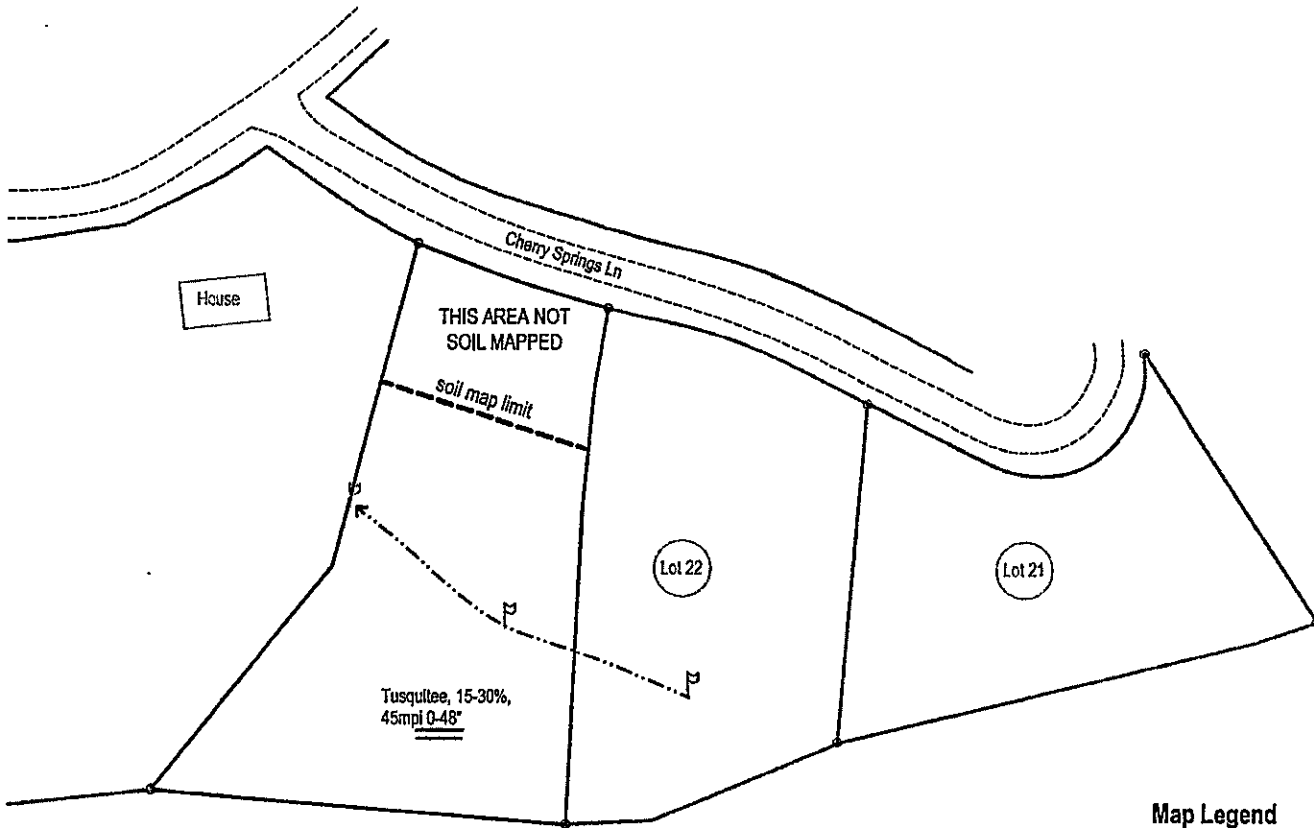 Cherry Springs Ln
House
THIS AREA NOT
SOIL MAPPED
soil map limit
Lot 22
Lot 21
Tusquitee, 15-30%,
45mpi 0-48"
Map Legend